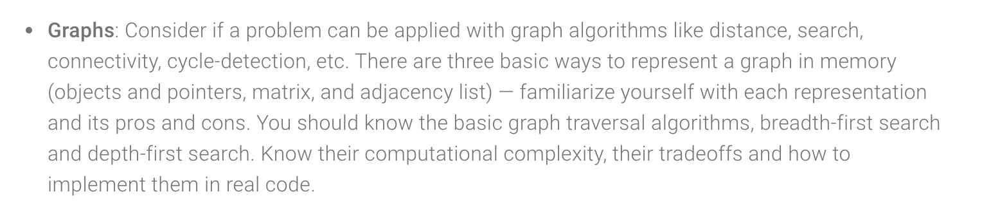 • Graphs: Consider if a problem can be applied with graph algorithms like distance, search,
connectivity, cycle-detection, etc. There are three basic ways to represent a graph in memory
(objects and pointers, matrix, and adjacency list) — familiarize yourself with each representation
and its pros and cons. You should know the basic graph traversal algorithms, breadth-first search
and depth-first search. Know their computational complexity, their tradeoffs and how to
implement them in real code.